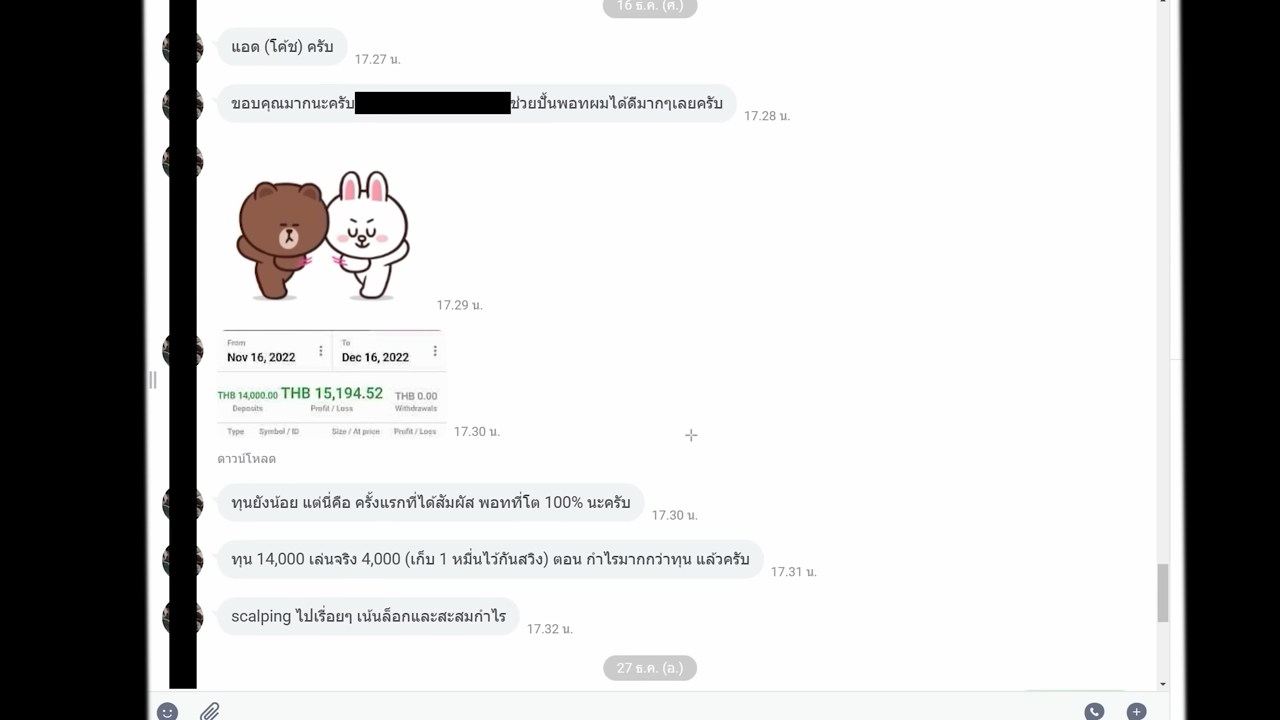 16 ธ.ค. (ศ.)
แอด (โค้ช) ครับ
17.27 น.
ขอบคุณมากนะครับ ช่วยปั้นพอทผมได้ดีมากๆเลยครับ
17.28 น.
17.29 น.
From To
Nov 16, 2022 Dec 16, 2022
THB 14,000.00 THB 15,194.52 THB 0.00
Deposits Profit / Loss Withdrawals
Type Symbol / ID Size / At price Profit / Loss
17.30 น.
ดาวน์โหลด
ทุนยังน้อย แต่นี่คือ ครั้งแรกที่ได้สัมผัส พอทที่โต 100% นะครับ
17.30 น.
ทุน 14,000 เล่นจริง 4,000 (เก็บ 1 หมื่นไว้กันสวิง) ตอน กำไรมากกว่าทุน แล้วครับ
17.31 น.
scalping ไปเรื่อยๆ เน้นล็อกและสะสมกำไร
17.32 น.
27 ธ.ค. (อ.)